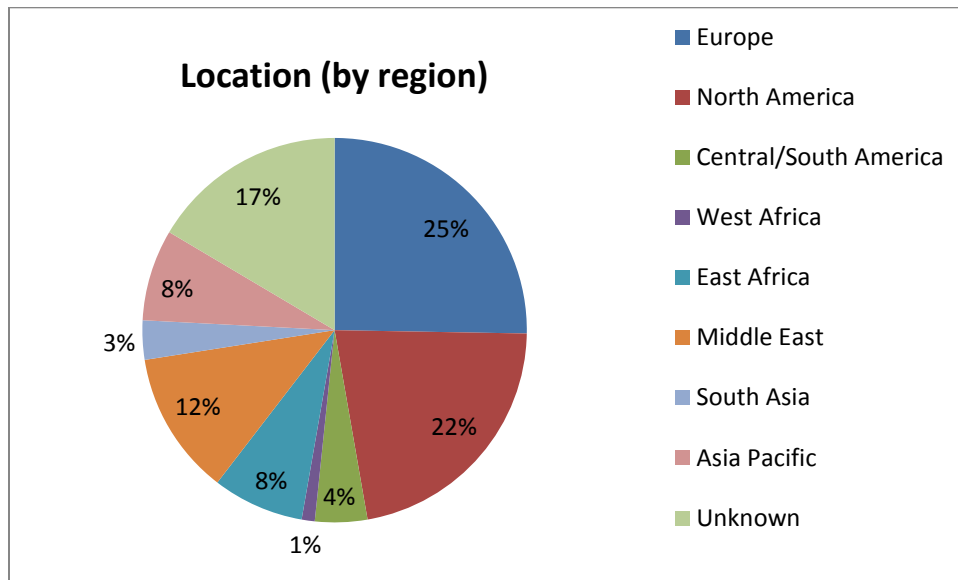 Location (by region)
25%
22%
4%
1%
8%
12%
3%
8%
17%
Europe
North America
Central/South America
West Africa
East Africa
Middle East
South Asia
Asia Pacific
Unknown